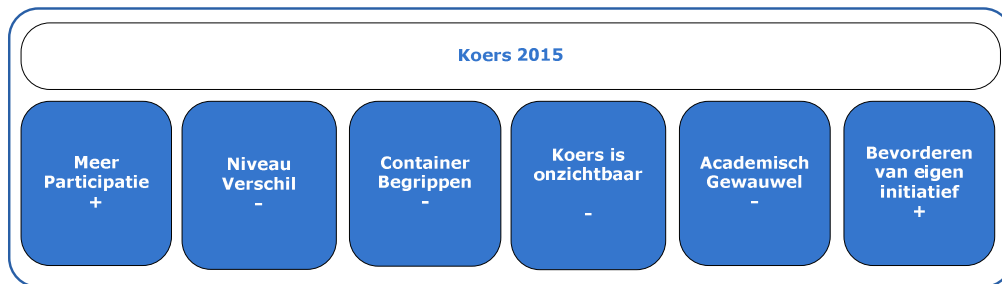 Koers 2015
Meer
Participatie
+
Niveau
Verschil
-
Container
Begrippen
-
Koers is
onzichtbaar
-
Academisch
Gewauwel
-
Bevorderen
van eigen
initiatief
+